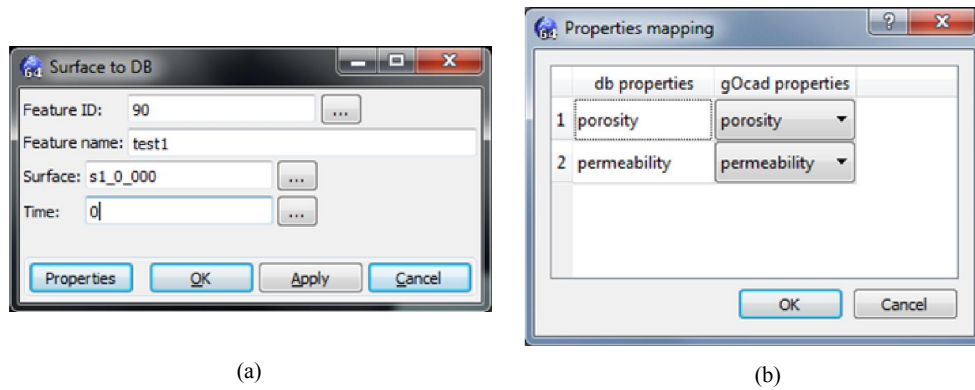 Surface to DB
Feature ID: 90 ...
Feature name: test1
Surface: s1_0_000 ...
Time: 0 ...
Properties OK Apply Cancel
(a)
Properties mapping
db properties gOcad properties
1 porosity porosity
2 permeability permeability
OK Cancel
(b)